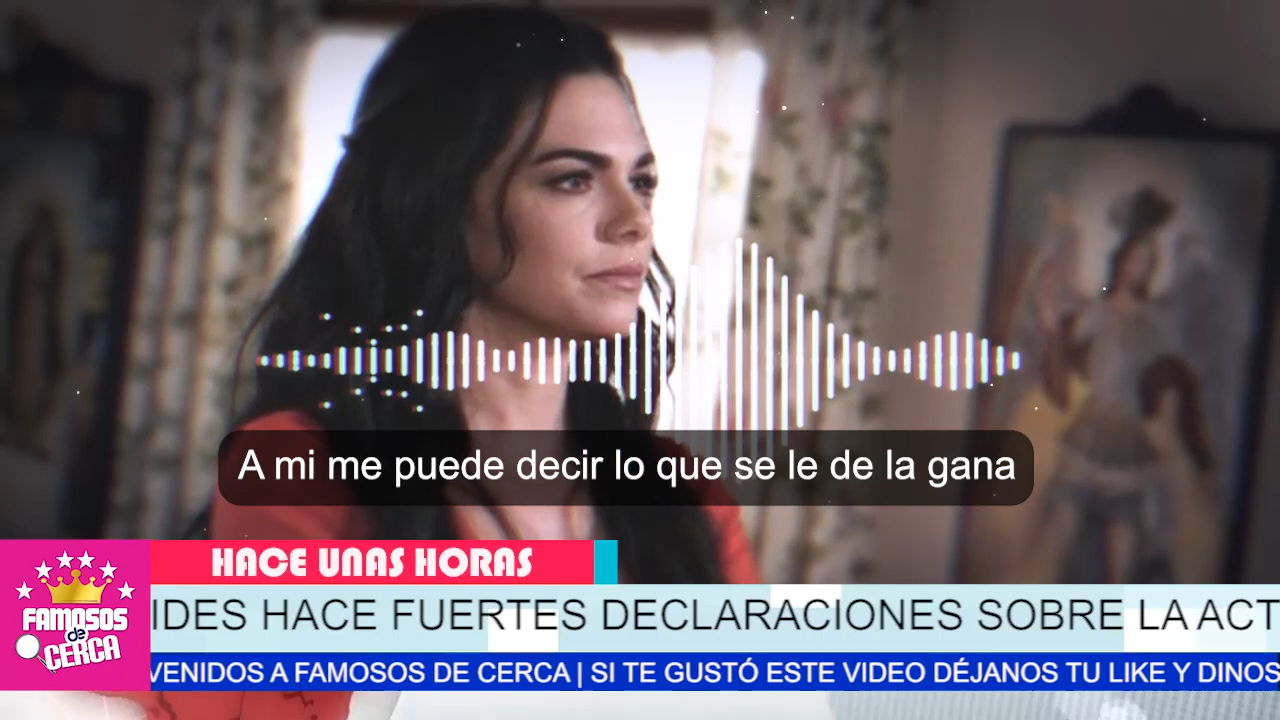 A mi me puede decir lo que se le de la gana
HACE UNAS HORAS
FAMOSOS
de
CERCA
IDES HACE FUERTES DECLARACIONES SOBRE LA ACT
VENIDOS A FAMOSOS DE CERCA | SI TE GUSTÓ ESTE VIDEO DÉJANOS TU LIKE Y DINOS